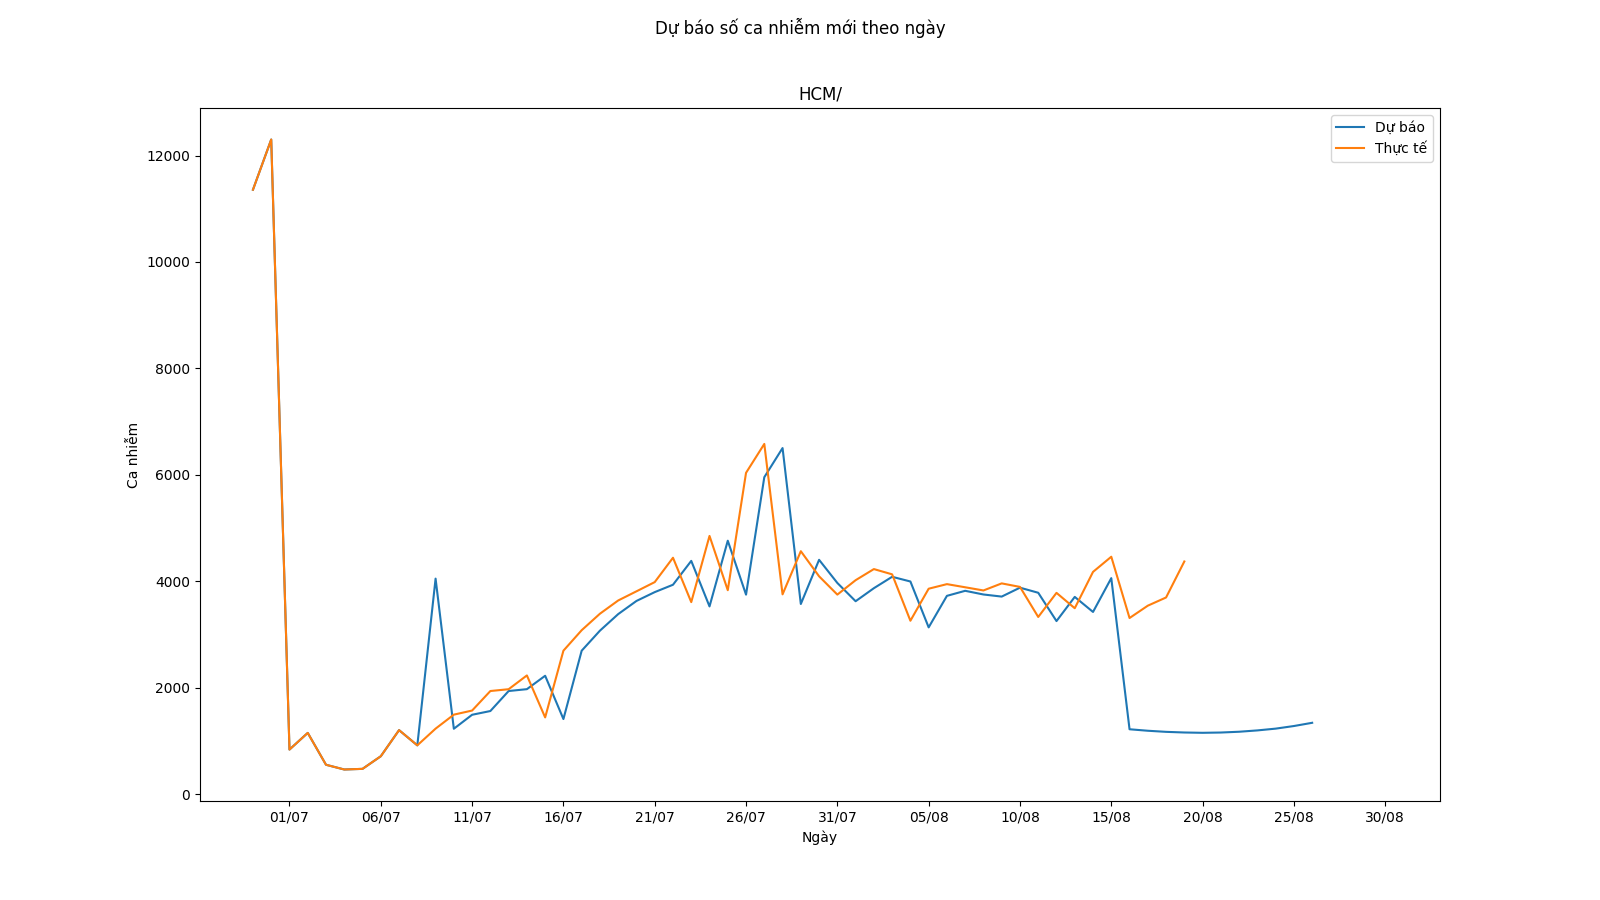 Dự báo số ca nhiễm mới theo ngày
HCM/
Dự báo
Thực tế
12000
10000
8000
6000
4000
2000
0
Ca nhiễm
01/07 06/07 11/07 16/07 21/07 26/07 31/07 05/08 10/08 15/08 20/08 25/08 30/08
Ngày